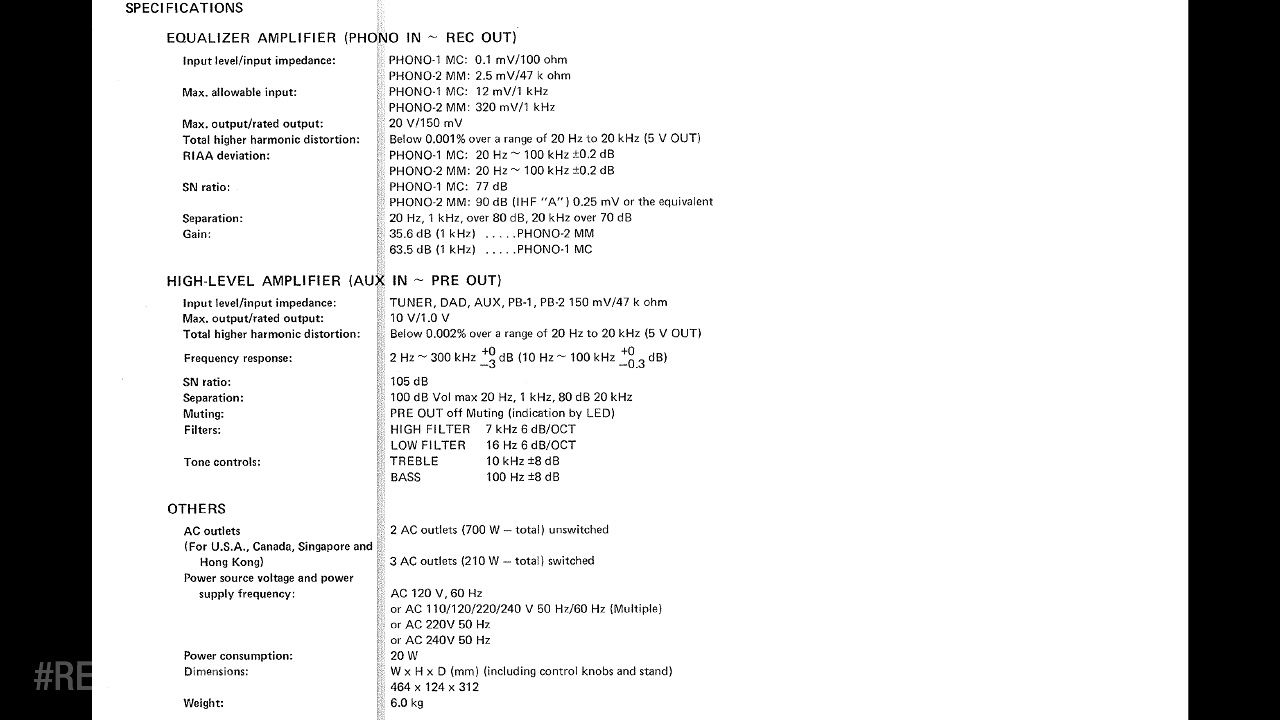 SPECIFICATIONS
EQUALIZER AMPLIFIER (PHONO IN ~ REC OUT)
Input level/input impedance: PHONO-1 MC: 0.1 mV/100 ohm
PHONO-2 MM: 2.5 mV/47 k ohm
Max. allowable input: PHONO-1 MC: 12 mV/1 kHz
PHONO-2 MM: 320 mV/1 kHz
Max. output/rated output: 20 V/150 mV
Total higher harmonic distortion: Below 0.001% over a range of 20 Hz to 20 kHz (5 V OUT)
RIAA deviation: PHONO-1 MC: 20 Hz ~ 100 kHz ±0.2 dB
PHONO-2 MM: 20 Hz ~ 100 kHz ±0.2 dB
SN ratio: PHONO-1 MC: 77 dB
PHONO-2 MM: 90 dB (IHF "A") 0.25 mV or the equivalent
Separation: 20 Hz, 1 kHz, over 80 dB, 20 kHz over 70 dB
Gain: 35.6 dB (1 kHz) .....PHONO-2 MM
63.5 dB (1 kHz) .....PHONO-1 MC
HIGH-LEVEL AMPLIFIER (AUX IN ~ PRE OUT)
Input level/input impedance: TUNER, DAD, AUX, PB-1, PB-2 150 mV/47 k ohm
Max. output/rated output: 10 V/1.0 V
Total higher harmonic distortion: Below 0.002% over a range of 20 Hz to 20 kHz (5 V OUT)
Frequency response: 2 Hz ~ 300 kHz +0 −3 dB (10 Hz ~ 100 kHz +0 −0.3 dB)
SN ratio: 105 dB
Separation: 100 dB Vol max 20 Hz, 1 kHz, 80 dB 20 kHz
Muting: PRE OUT off Muting (indication by LED)
Filters: HIGH FILTER 7 kHz 6 dB/OCT
LOW FILTER 16 Hz 6 dB/OCT
Tone controls: TREBLE 10 kHz ±8 dB
BASS 100 Hz ±8 dB
OTHERS
AC outlets 2 AC outlets (700 W — total) unswitched
(For U.S.A., Canada, Singapore and
Hong Kong) 3 AC outlets (210 W — total) switched
Power source voltage and power
supply frequency: AC 120 V, 60 Hz
or AC 110/120/220/240 V 50 Hz/60 Hz (Multiple)
or AC 220V 50 Hz
or AC 240V 50 Hz
Power consumption: 20 W
Dimensions: W x H x D (mm) (including control knobs and stand)
464 x 124 x 312
Weight: 6.0 kg
#RE